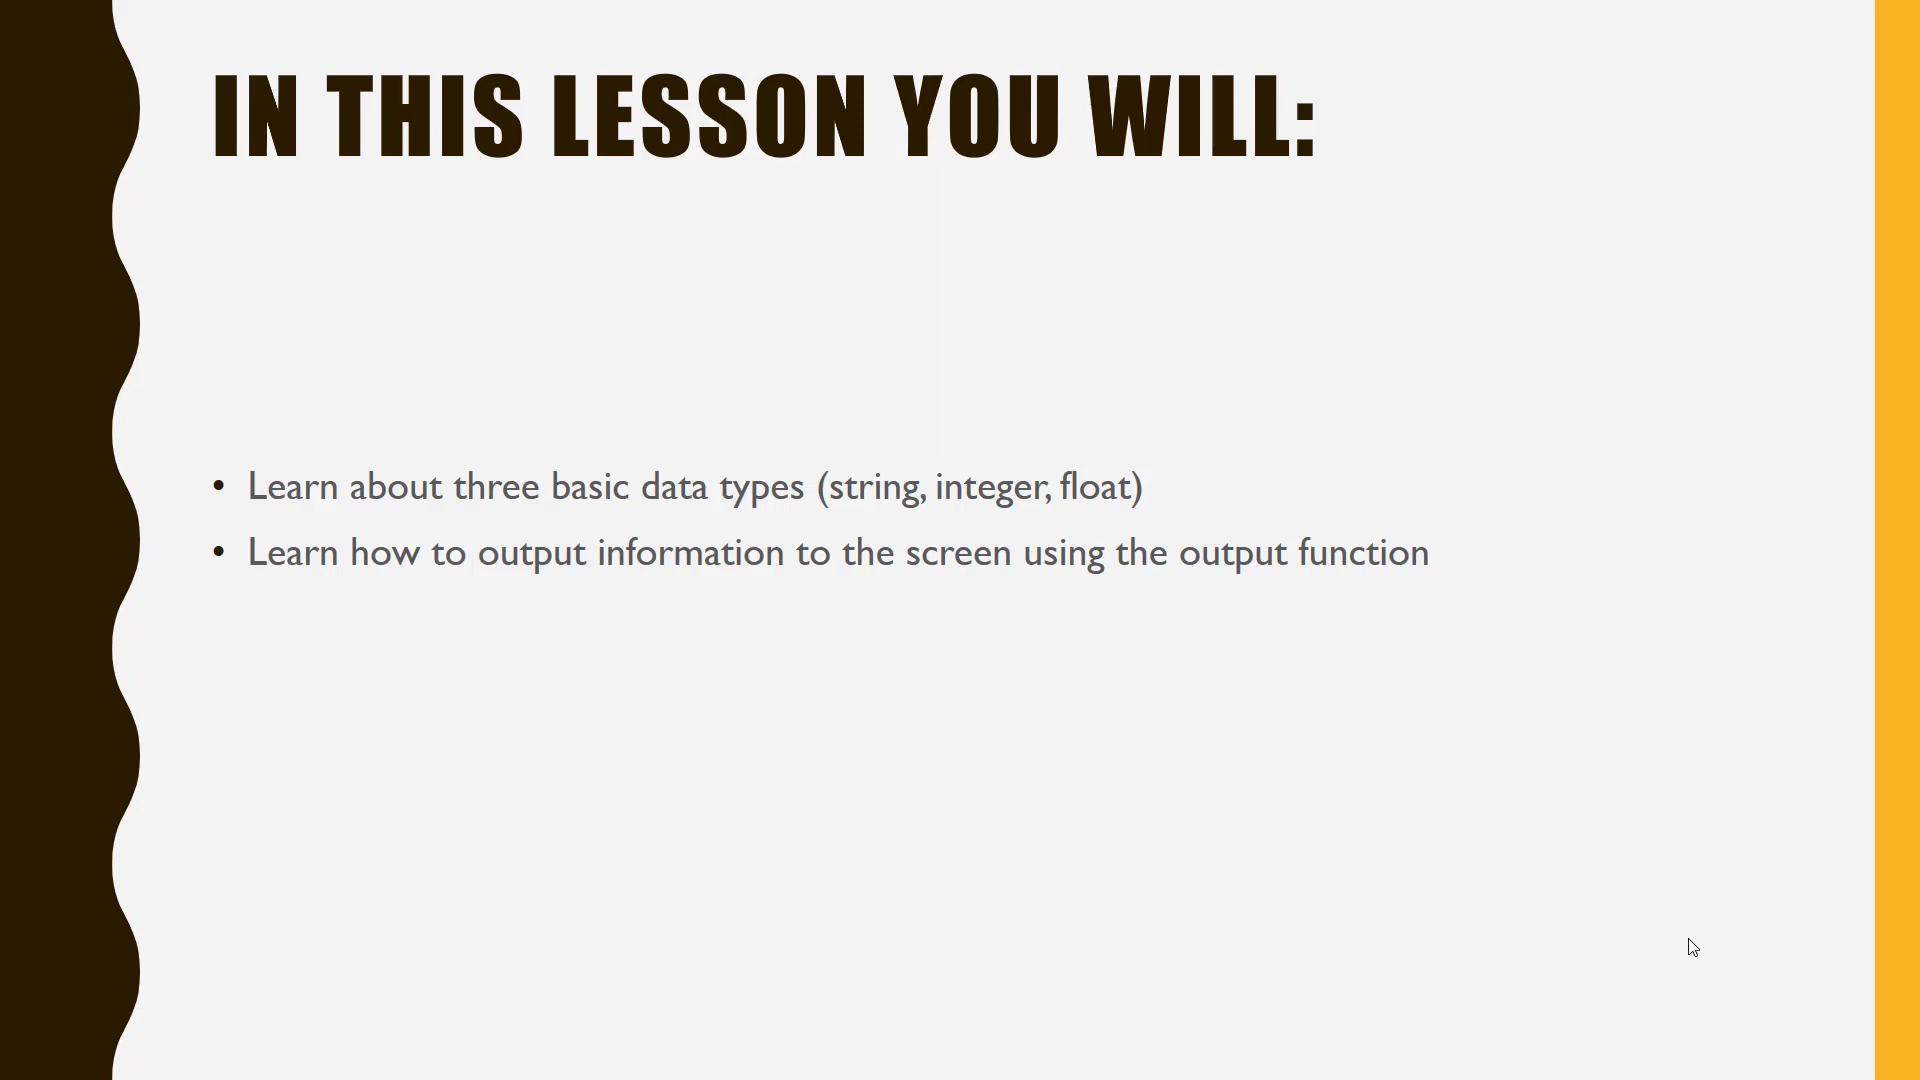 IN THIS LESSON YOU WILL:
• Learn about three basic data types (string, integer, float)
• Learn how to output information to the screen using the output function